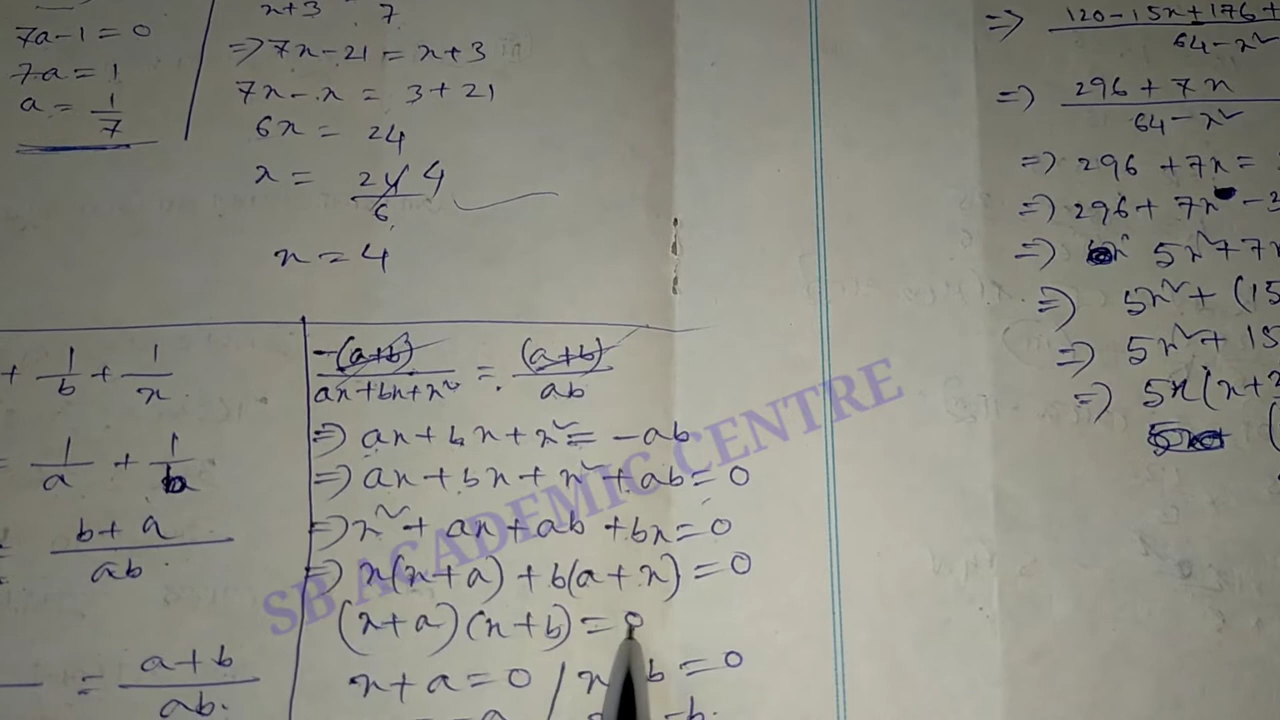 7a-1=0
7a=1
a=1/7
x+3 7
⇒7x-21=x+3
7x-x=3+21
6x=24
x=24/6 4
x=4
+1/b+1/x
=1/a+1/b
=b+a/ab.
=a+b/ab.
-(a+b)/ax+bx+x²=(a+b)/ab
⇒ax+bx+x²=-ab
⇒ax+bx+x²+ab=0
⇒x²+ax+ab+bx=0
⇒x(x+a)+b(a+x)=0
(x+a)(x+b)=0
x+a=0/x b=0
-a -b.
⇒120-15x+176+/64-x²
⇒296+7x/64-x²
⇒296+7x=
⇒296+7x-
⇒5x²+7x
⇒5x²+(15
⇒5x²+15
⇒5x(x+
(
SB ACADEMIC CENTRE